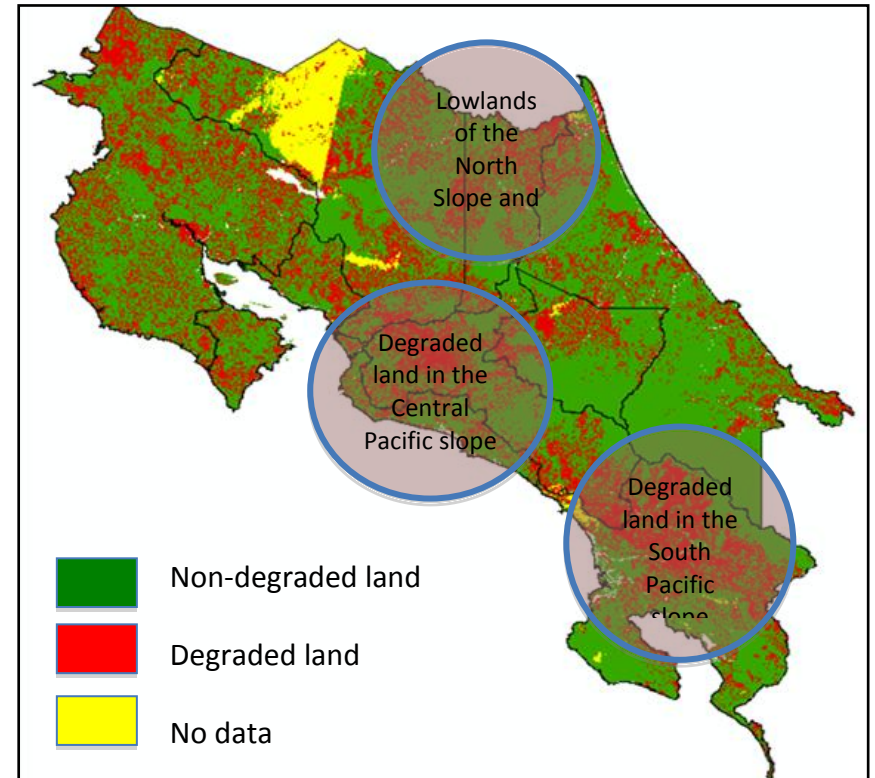 Lowlands
of the
North
Slope and
Degraded
land in the
Central
Pacific slope
Degraded
land in the
South
Pacific
slope
Non-degraded land
Degraded land
No data